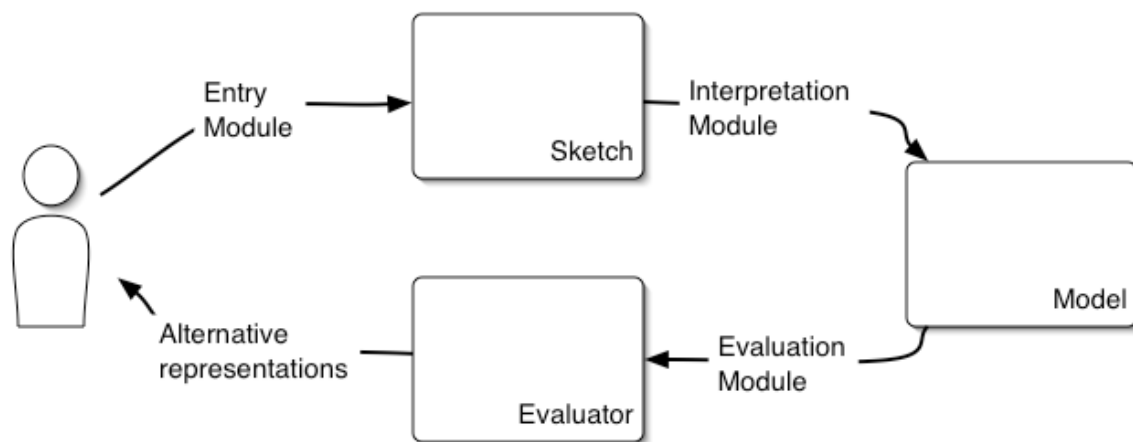 Entry
Module
Sketch
Interpretation
Module
Model
Evaluation
Module
Evaluator
Alternative
representations